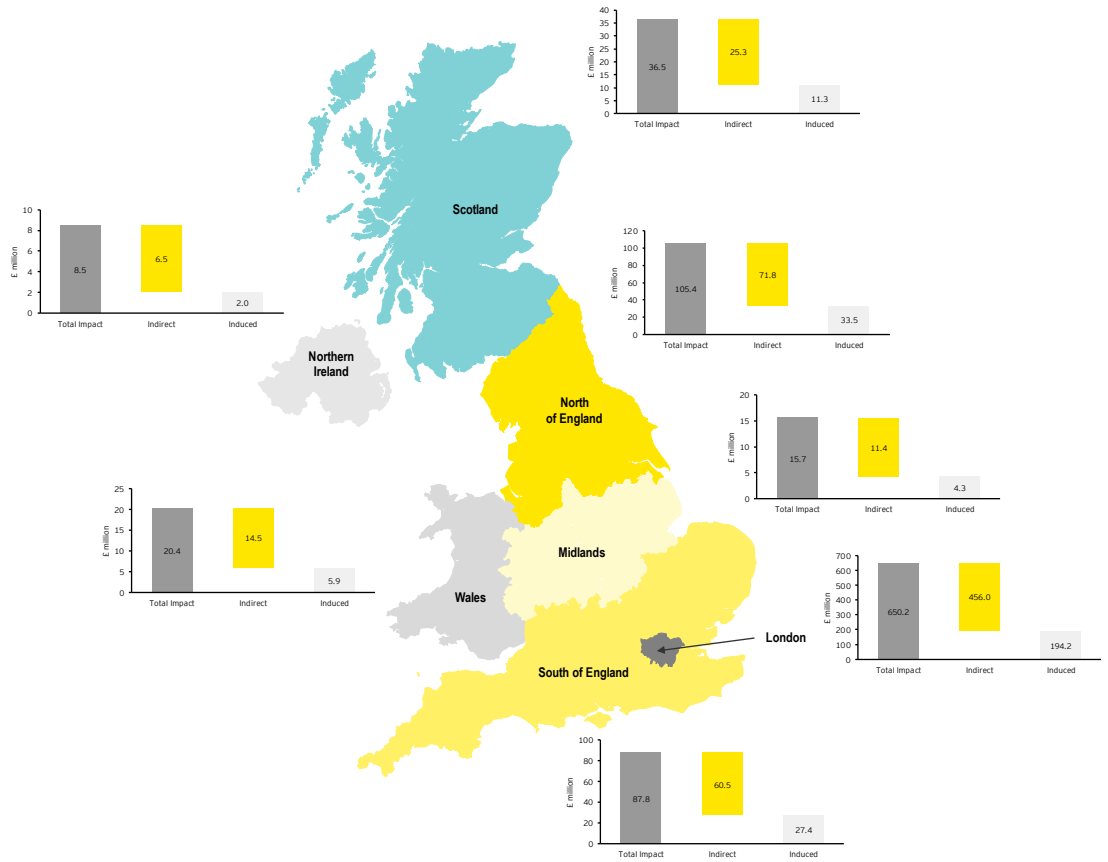 40
35
30
25
20
15
10
5
0
£ million
36.5
25.3
11.3
Total Impact
Indirect
Induced
Scotland
10
8
6
4
2
0
£ million
8.5
6.5
2.0
Total Impact
Indirect
Induced
120
100
80
60
40
20
0
£ million
105.4
71.8
33.5
Total Impact
Indirect
Induced
Northern
Ireland
North
of England
20
15
10
5
0
£ million
15.7
11.4
4.3
Total Impact
Indirect
Induced
25
20
15
10
5
0
£ million
20.4
14.5
5.9
Total Impact
Indirect
Induced
Midlands
Wales
700
600
500
400
300
200
100
0
£ million
650.2
456.0
194.2
Total Impact
Indirect
Induced
London
South of England
100
80
60
40
20
0
£ million
87.8
60.5
27.4
Total Impact
Indirect
Induced